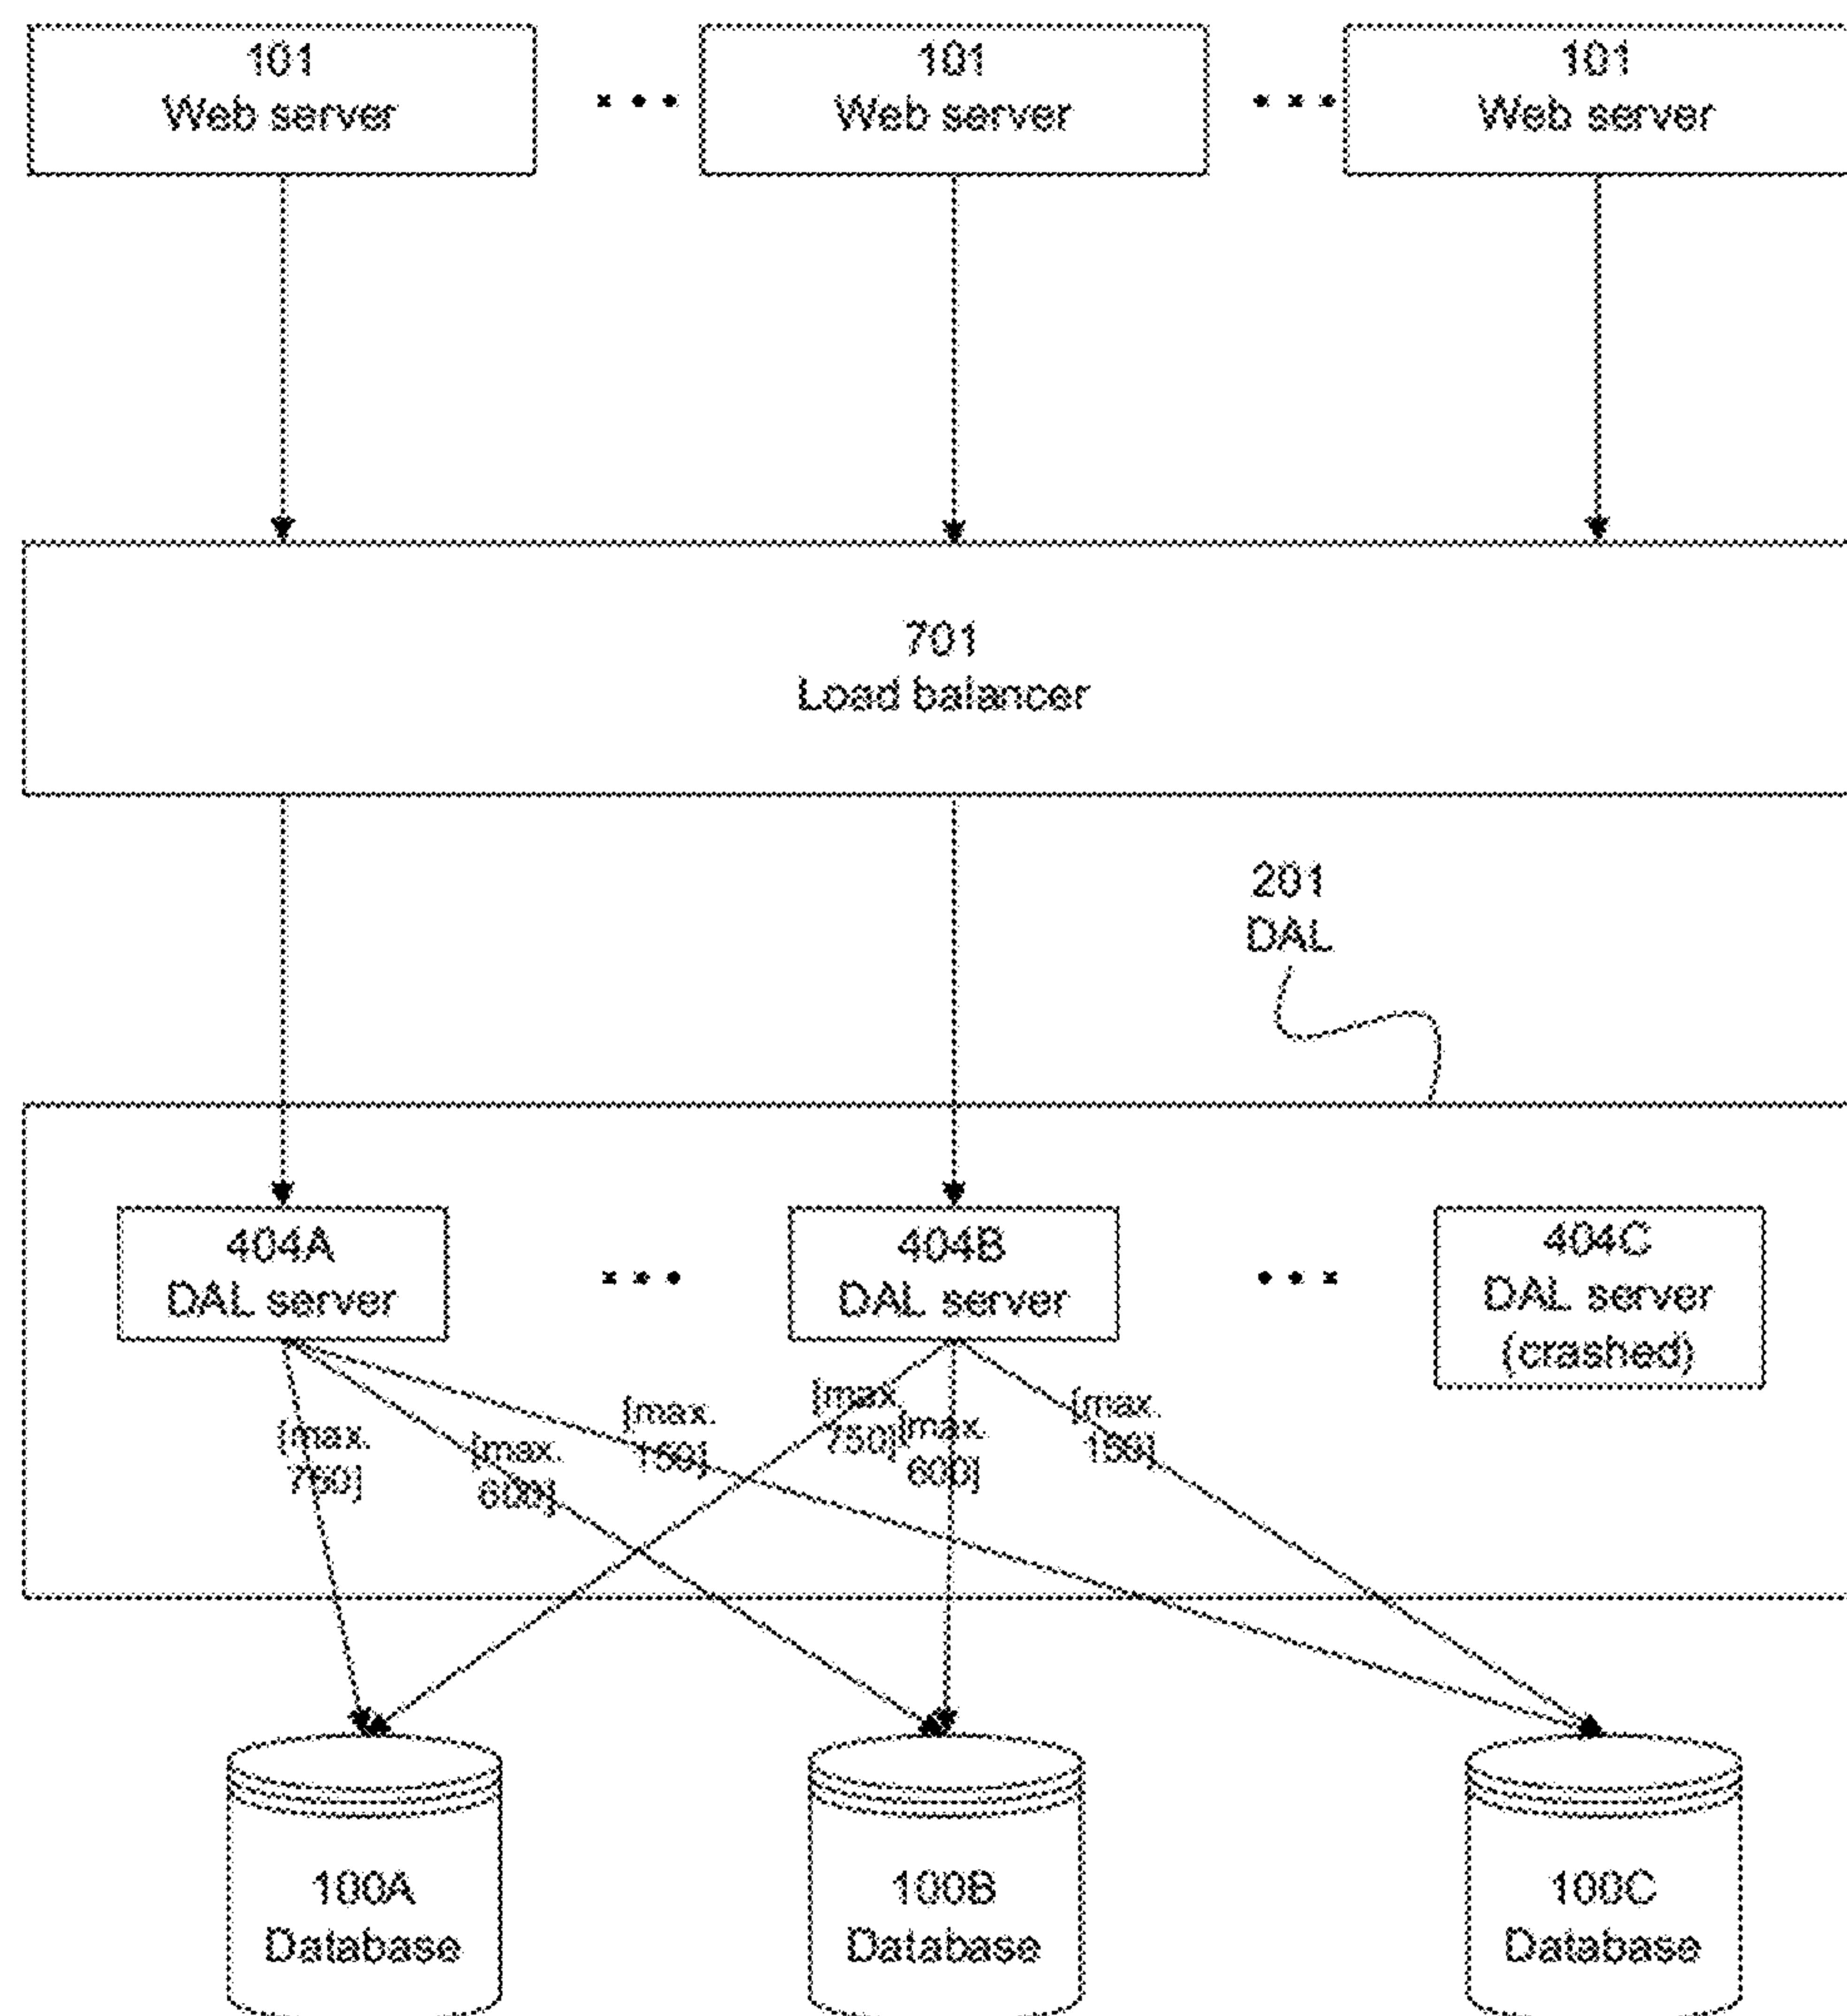 101
Web server
• • •
101
Web server
• • •
101
Web server
701
Load balancer
201
DAL
404A
DAL server
• • •
404B
DAL server
• • •
404C
DAL server
(crashed)
[max.
750]
[max.
600]
[max.
150]
[max.
750]
[max.
600]
[max.
150]
100A
Database
100B
Database
100C
Database